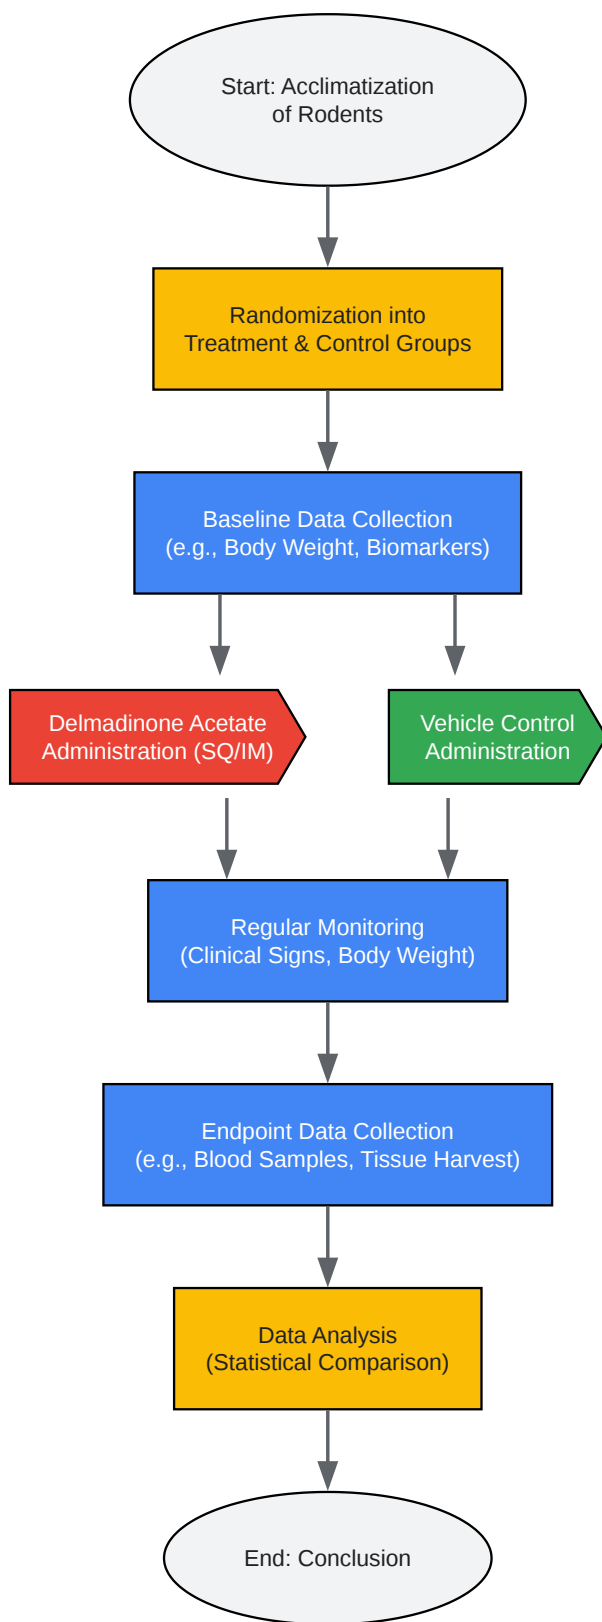 Start: Acclimatization
of Rodents
Randomization into
Treatment & Control Groups
Baseline Data Collection
(e.g., Body Weight, Biomarkers)
Delmadinone Acetate
Administration (SQ/IM)
Vehicle Control
Administration
Regular Monitoring
(Clinical Signs, Body Weight)
Endpoint Data Collection
(e.g., Blood Samples, Tissue Harvest)
Data Analysis
(Statistical Comparison)
End: Conclusion